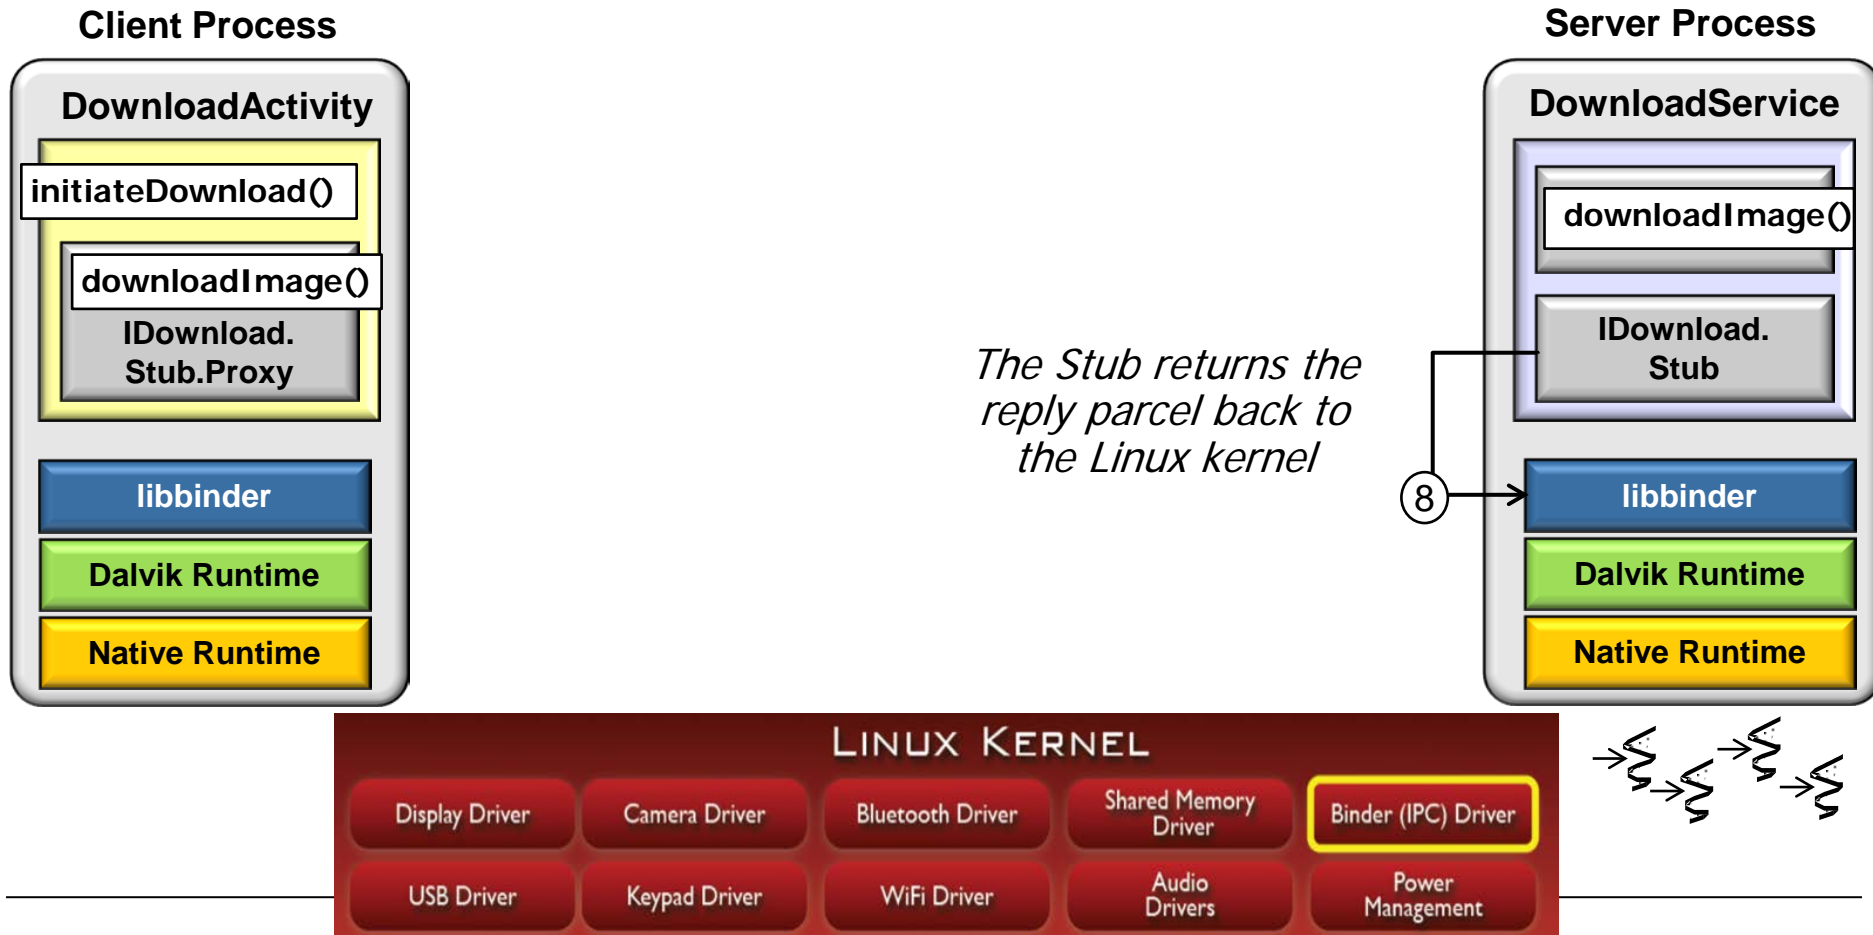 Client Process
DownloadActivity
initiateDownload()
downloadImage()
IDownload.
Stub.Proxy
libbinder
Dalvik Runtime
Native Runtime
The Stub returns the
reply parcel back to
the Linux kernel
8
Server Process
DownloadService
downloadImage()
IDownload.
Stub
libbinder
Dalvik Runtime
Native Runtime
LINUX KERNEL
Display Driver
Camera Driver
Bluetooth Driver
Shared Memory
Driver
Binder (IPC) Driver
USB Driver
Keypad Driver
WiFi Driver
Audio
Drivers
Power
Management